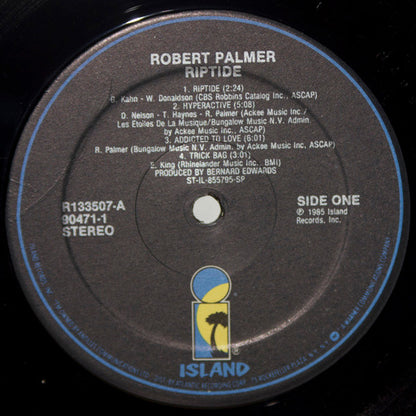 ROBERT PALMER
RIPTIDE
1. RIPTIDE (2:24)
G. Kahn - W. Donaldson (CBS Robbins Catalog Inc., ASCAP)
2. HYPERACTIVE (5:08)
D. Nelson - T. Haynes - R. Palmer (Ackee Music Inc./
Les Etoiles De La Musique/Bungalow Music N.V. Admin.
by Ackee Music Inc., ASCAP)
3. ADDICTED TO LOVE (6:01)
R. Palmer (Bungalow Music N.V. Admin. by Ackee Music Inc, ASCAP)
4. TRICK BAG (3:01)
E. King (Rhinelander Music Inc. BMI)
PRODUCED BY BERNARD EDWARDS
ST-IL-855795-SP
R133507-A
90471-1
STEREO
SIDE ONE
℗ 1985 Island
Records, Inc.
ISLAND